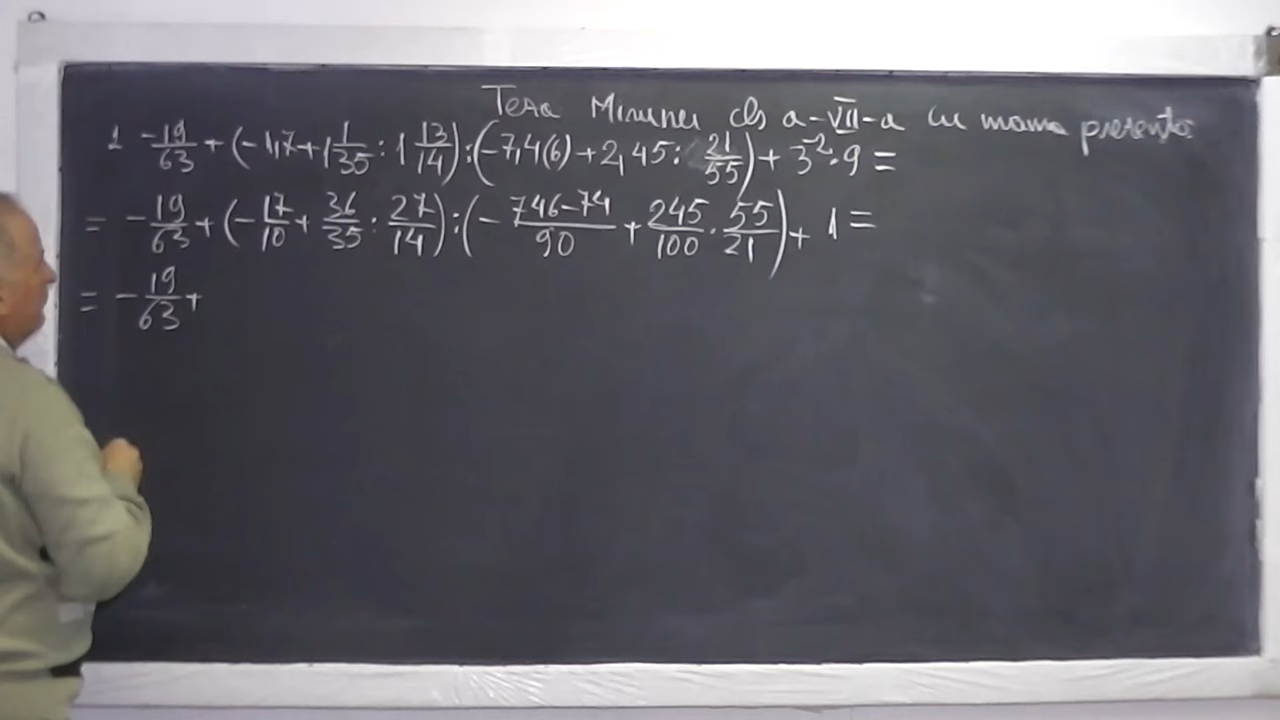 Teza Minunei cls a-VII-a cu mama prezentă
1 -19/63 + (-1,7 + 1 1/35 : 1 13/14) : (-7,4(6) + 2,45 : 21/55) + 3^-2 · 9 =
= -19/63 + (-17/10 + 36/35 : 27/14) : (- (746-74)/90 + 245/100 · 55/21) + 1 =
= -19/63 +